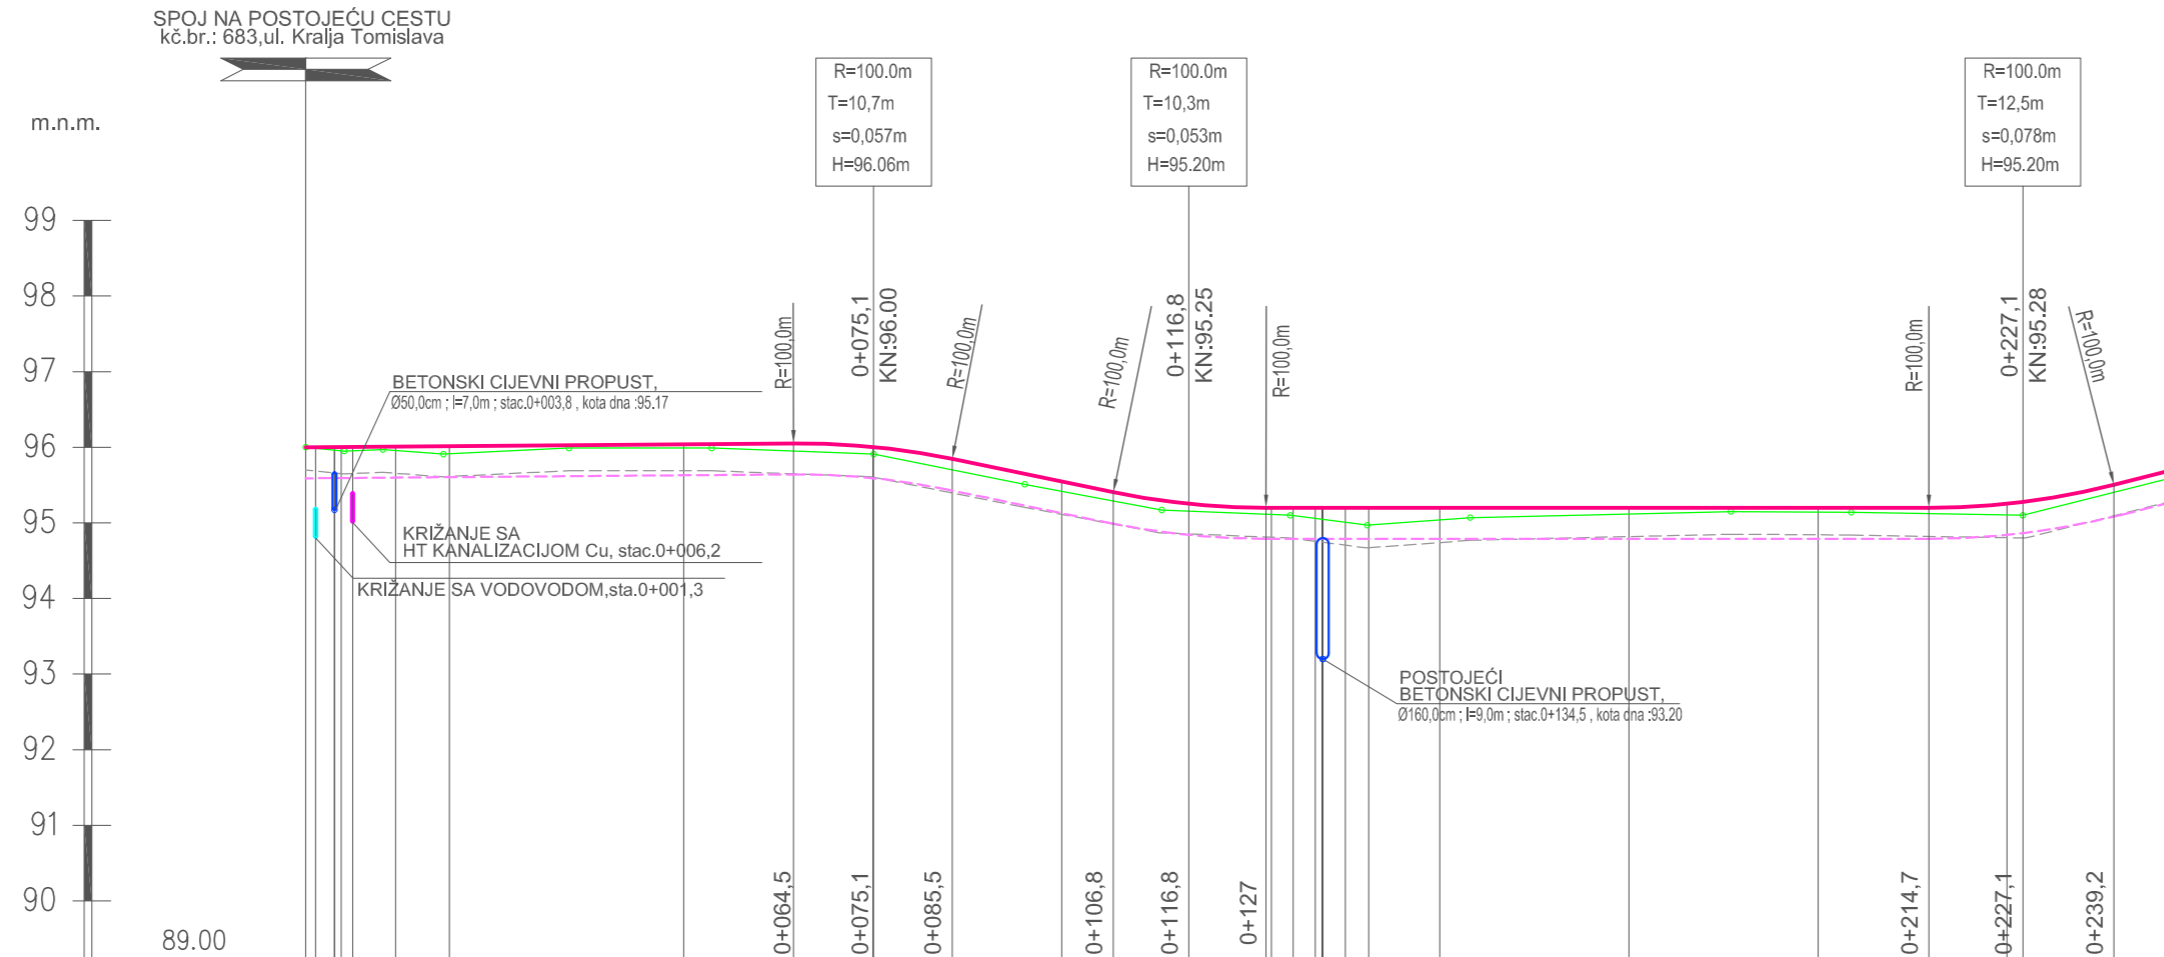 SPOJ NA POSTOJEĆU CESTU
kč.br.: 683,ul. Kralja Tomislava
m.n.m.
R=100.0m
T=10,7m
s=0,057m
H=96.06m
R=100.0m
T=10,3m
s=0,053m
H=95.20m
R=100.0m
T=12,5m
s=0,078m
H=95.20m
99
98
97
96
95
94
93
92
91
90
89.00
R=100,0m
0+075,1
KN:96.00
R=100,0m
R=100,0m
0+116,8
KN:95.25
R=100,0m
R=100,0m
0+227,1
KN:95.28
R=100,0m
BETONSKI CIJEVNI PROPUST,
Ø50,0cm ; l=7,0m ; stac.0+003,8 , kota dna :95.17
KRIŽANJE SA
HT KANALIZACIJOM Cu, stac.0+006,2
KRIŽANJE SA VODOVODOM,sta.0+001,3
POSTOJEĆI
BETONSKI CIJEVNI PROPUST,
Ø160,0cm ; l=9,0m ; stac.0+134,5 , kota dna :93.20
0+064,5
0+075,1
0+085,5
0+106,8
0+116,8
0+127
0+214,7
0+227,1
0+239,2